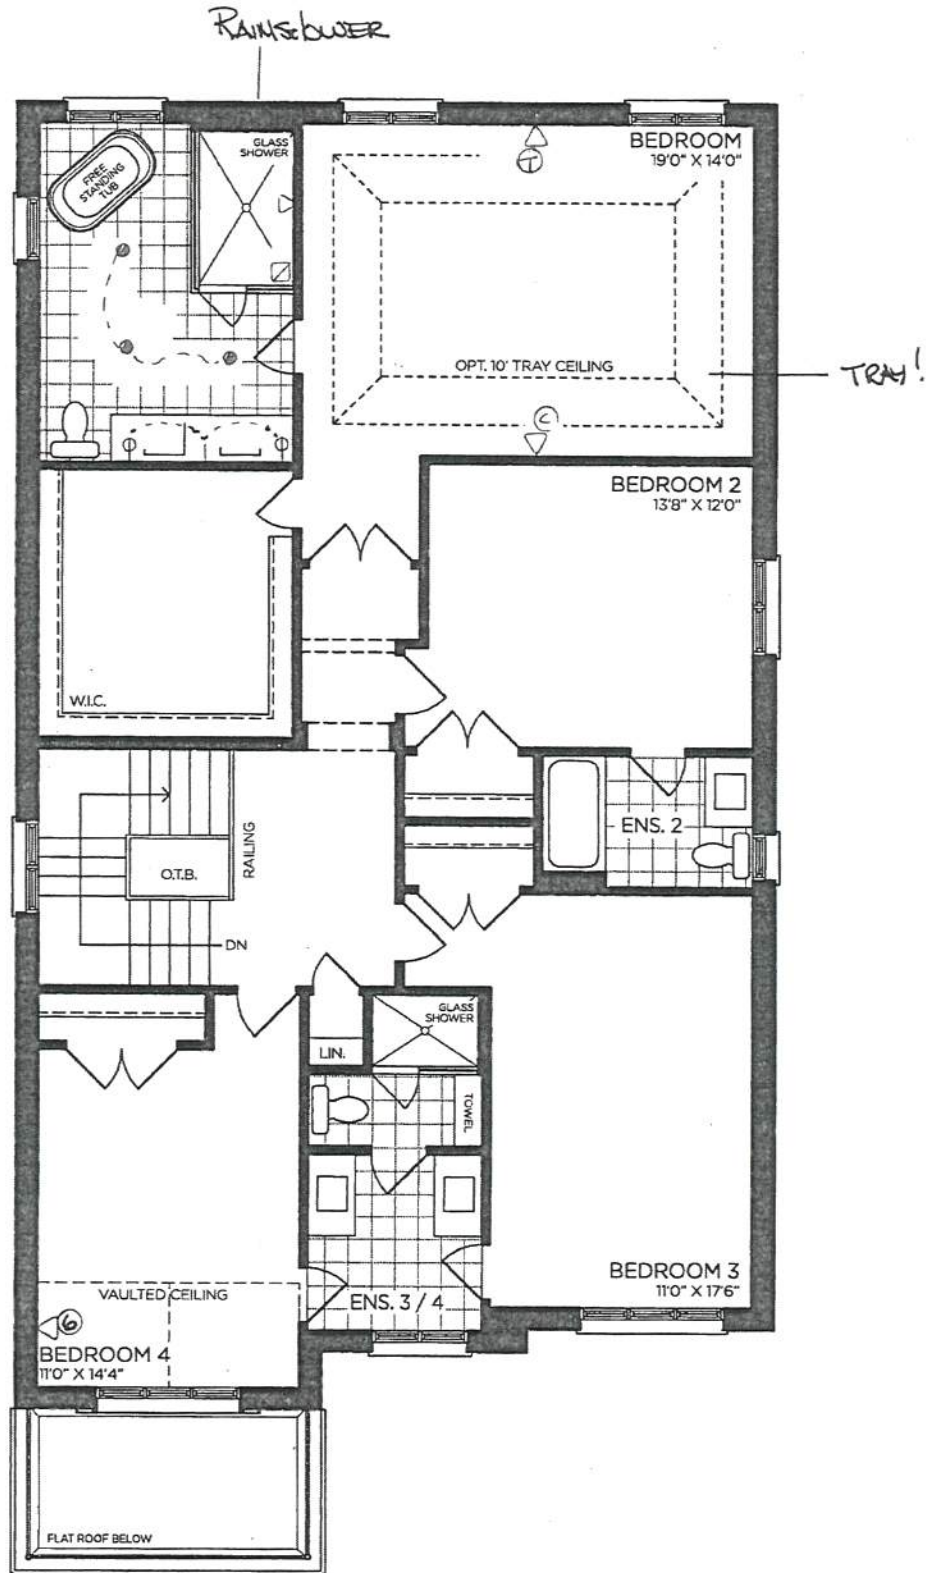 RAINSHOWER
GLASS
SHOWER
FREE
STANDING
TUB
T
BEDROOM
19'0" X 14'0"
OPT. 10' TRAY CEILING
TRAY!
C
BEDROOM 2
13'8" X 12'0"
W.I.C.
ENS. 2
RAILING
O.T.B.
DN
GLASS
SHOWER
LIN.
TOWEL
BEDROOM 3
11'0" X 17'6"
VAULTED CEILING
ENS. 3 / 4
6
BEDROOM 4
11'0" X 14'4"
FLAT ROOF BELOW